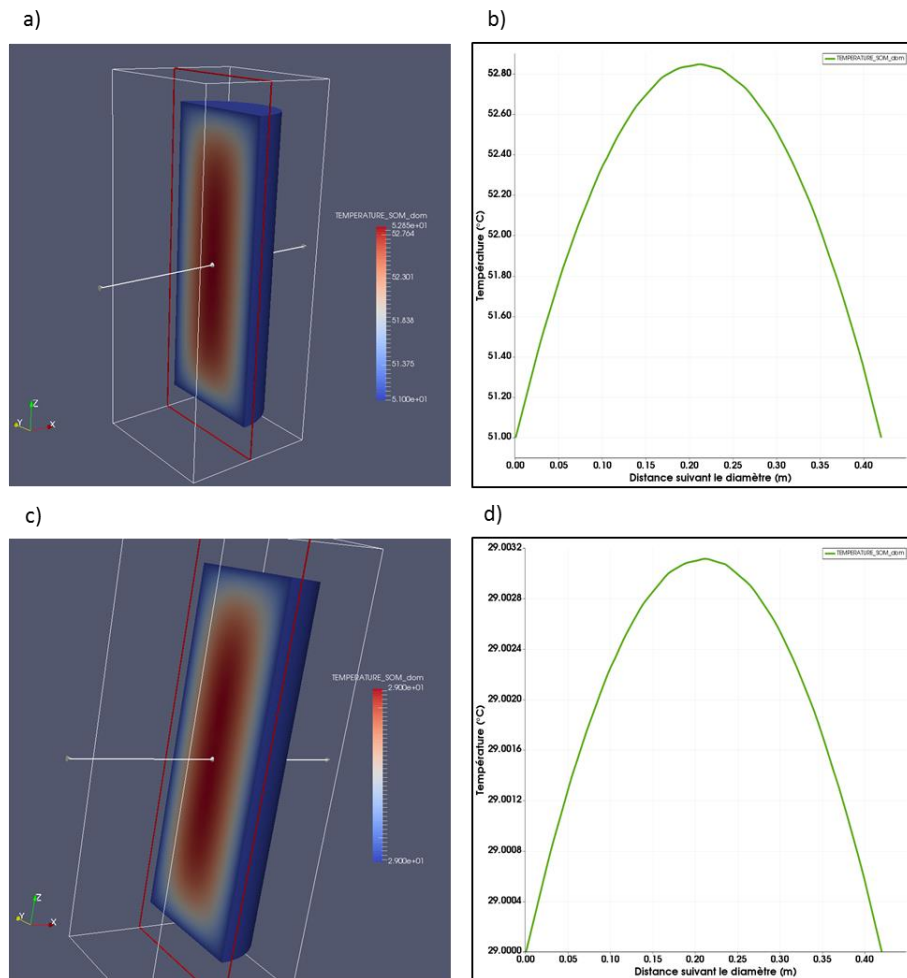 a)
TEMPERATURE_SOM_dom
5.285e+01
52.764
52.301
51.838
51.375
5.100e+01
Z
Y
X
b)
TEMPERATURE_SOM_dom
52.80
52.60
52.40
52.20
52.00
51.80
51.60
51.40
51.20
51.00
Température (°C)
0.00 0.05 0.10 0.15 0.20 0.25 0.30 0.35 0.40
Distance suivant le diamètre (m)
c)
TEMPERATURE_SOM_dom
2.900e+01
2.900e+01
Z
Y
X
d)
TEMPERATURE_SOM_dom
29.0032
29.0028
29.0024
29.0020
29.0016
29.0012
29.0008
29.0004
29.0000
Température (°C)
0.00 0.05 0.10 0.15 0.20 0.25 0.30 0.35 0.40
Distance suivant le diamètre (m)